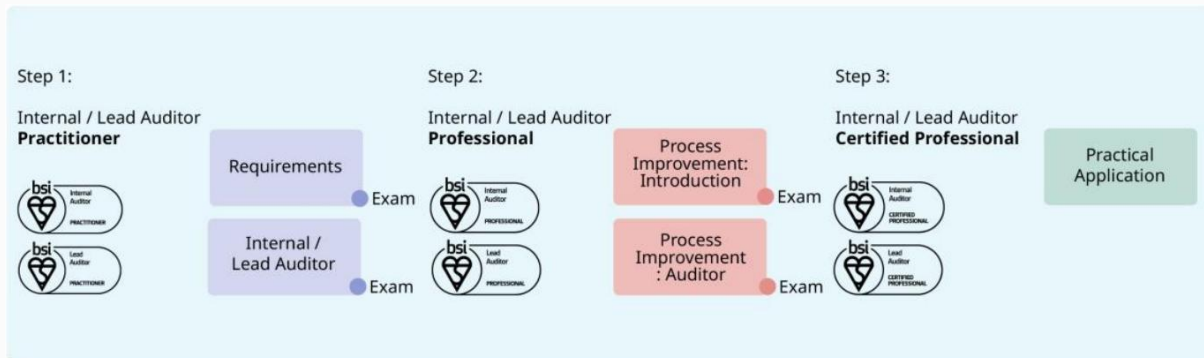 Step 1:
Internal / Lead Auditor
Practitioner
bsi
Internal
Auditor
PRACTITIONER
bsi
Lead
Auditor
PRACTITIONER
Requirements
Exam
Internal /
Lead Auditor
Exam
Step 2:
Internal / Lead Auditor
Professional
bsi
Internal
Auditor
PROFESSIONAL
bsi
Lead
Auditor
PROFESSIONAL
Process
Improvement:
Introduction
Exam
Process
Improvement
: Auditor
Exam
Step 3:
Internal / Lead Auditor
Certified Professional
bsi
Internal
Auditor
CERTIFIED
PROFESSIONAL
bsi
Lead
Auditor
CERTIFIED
PROFESSIONAL
Practical
Application